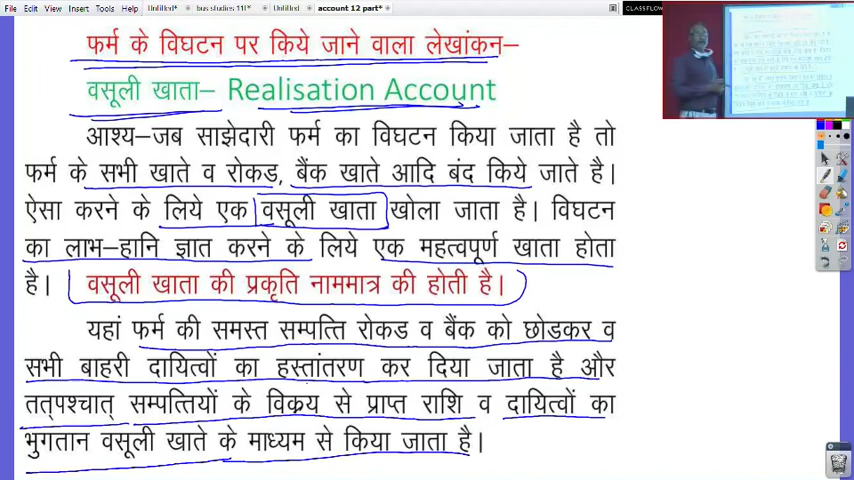 File Edit View Insert Format Help Untitled* bus studies 11l* Untitled account 12 part* CLASSFLOW
फर्म के विघटन पर किये जाने वाला लेखांकन–
वसूली खाता– Realisation Account
आश्य–जब साझेदारी फर्म का विघटन किया जाता है तो
फर्म के सभी खाते व रोकड, बैंक खाते आदि बंद किये जाते है।
ऐसा करने के लिये एक वसूली खाता खोला जाता है। विघटन
का लाभ–हानि ज्ञात करने के लिये एक महत्वपूर्ण खाता होता
है। वसूली खाता की प्रकृति नाममात्र की होती है।
यहां फर्म की समस्त सम्पत्ति रोकड व बैंक को छोडकर व
सभी बाहरी दायित्वों का हस्तांतरण कर दिया जाता है और
तत्पश्चात् सम्पत्तियों के विक्रय से प्राप्त राशि व दायित्वों का
भुगतान वसूली खाते के माध्यम से किया जाता है।